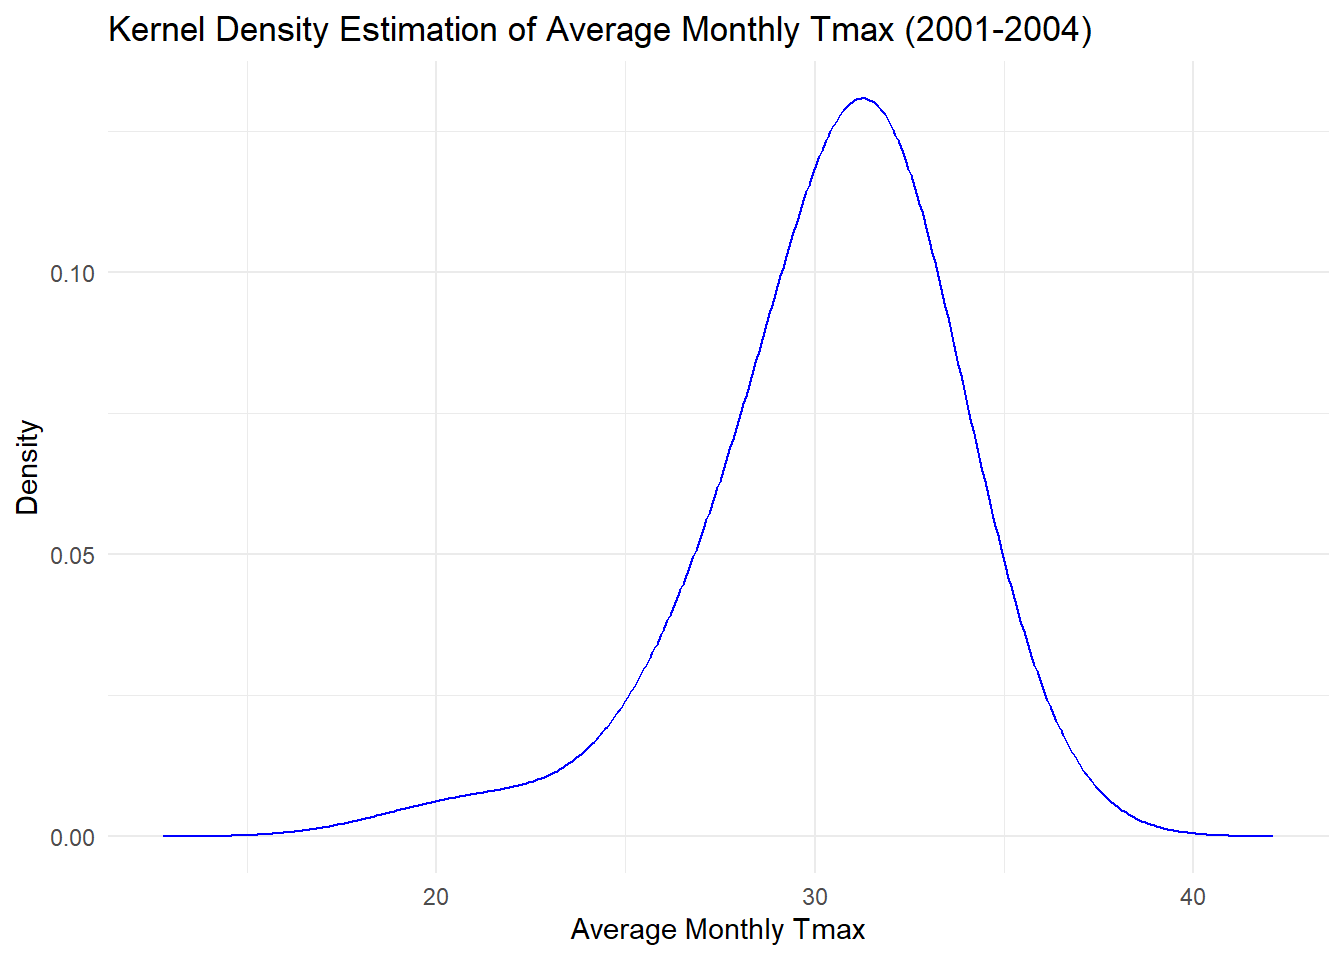 Kernel Density Estimation of Average Monthly Tmax (2001-2004)
Density
0.10
0.05
0.00
20 30 40
Average Monthly Tmax